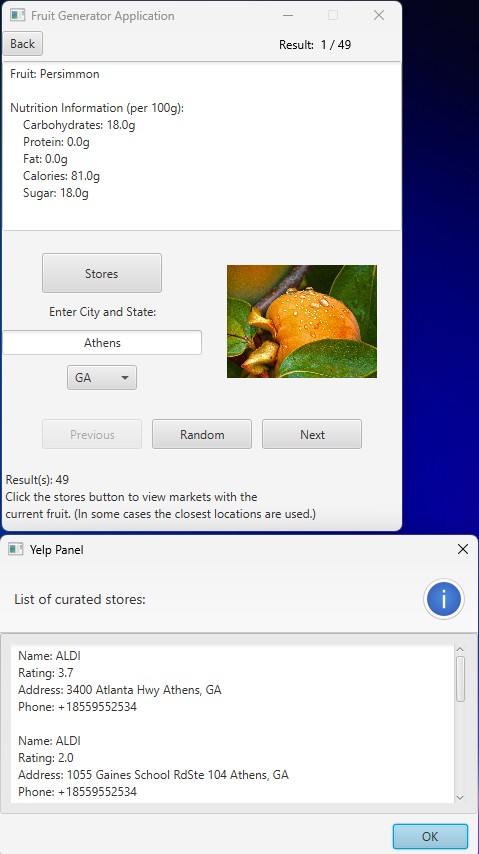 Fruit Generator Application
Back
Result: 1 / 49
Fruit: Persimmon
Nutrition Information (per 100g):
Carbohydrates: 18.0g
Protein: 0.0g
Fat: 0.0g
Calories: 81.0g
Sugar: 18.0g
Stores
Enter City and State:
Athens
GA
Previous
Random
Next
Result(s): 49
Click the stores button to view markets with the
current fruit. (In some cases the closest locations are used.)
Yelp Panel
List of curated stores:
Name: ALDI
Rating: 3.7
Address: 3400 Atlanta Hwy Athens, GA
Phone: +18559552534
Name: ALDI
Rating: 2.0
Address: 1055 Gaines School RdSte 104 Athens, GA
Phone: +18559552534
OK